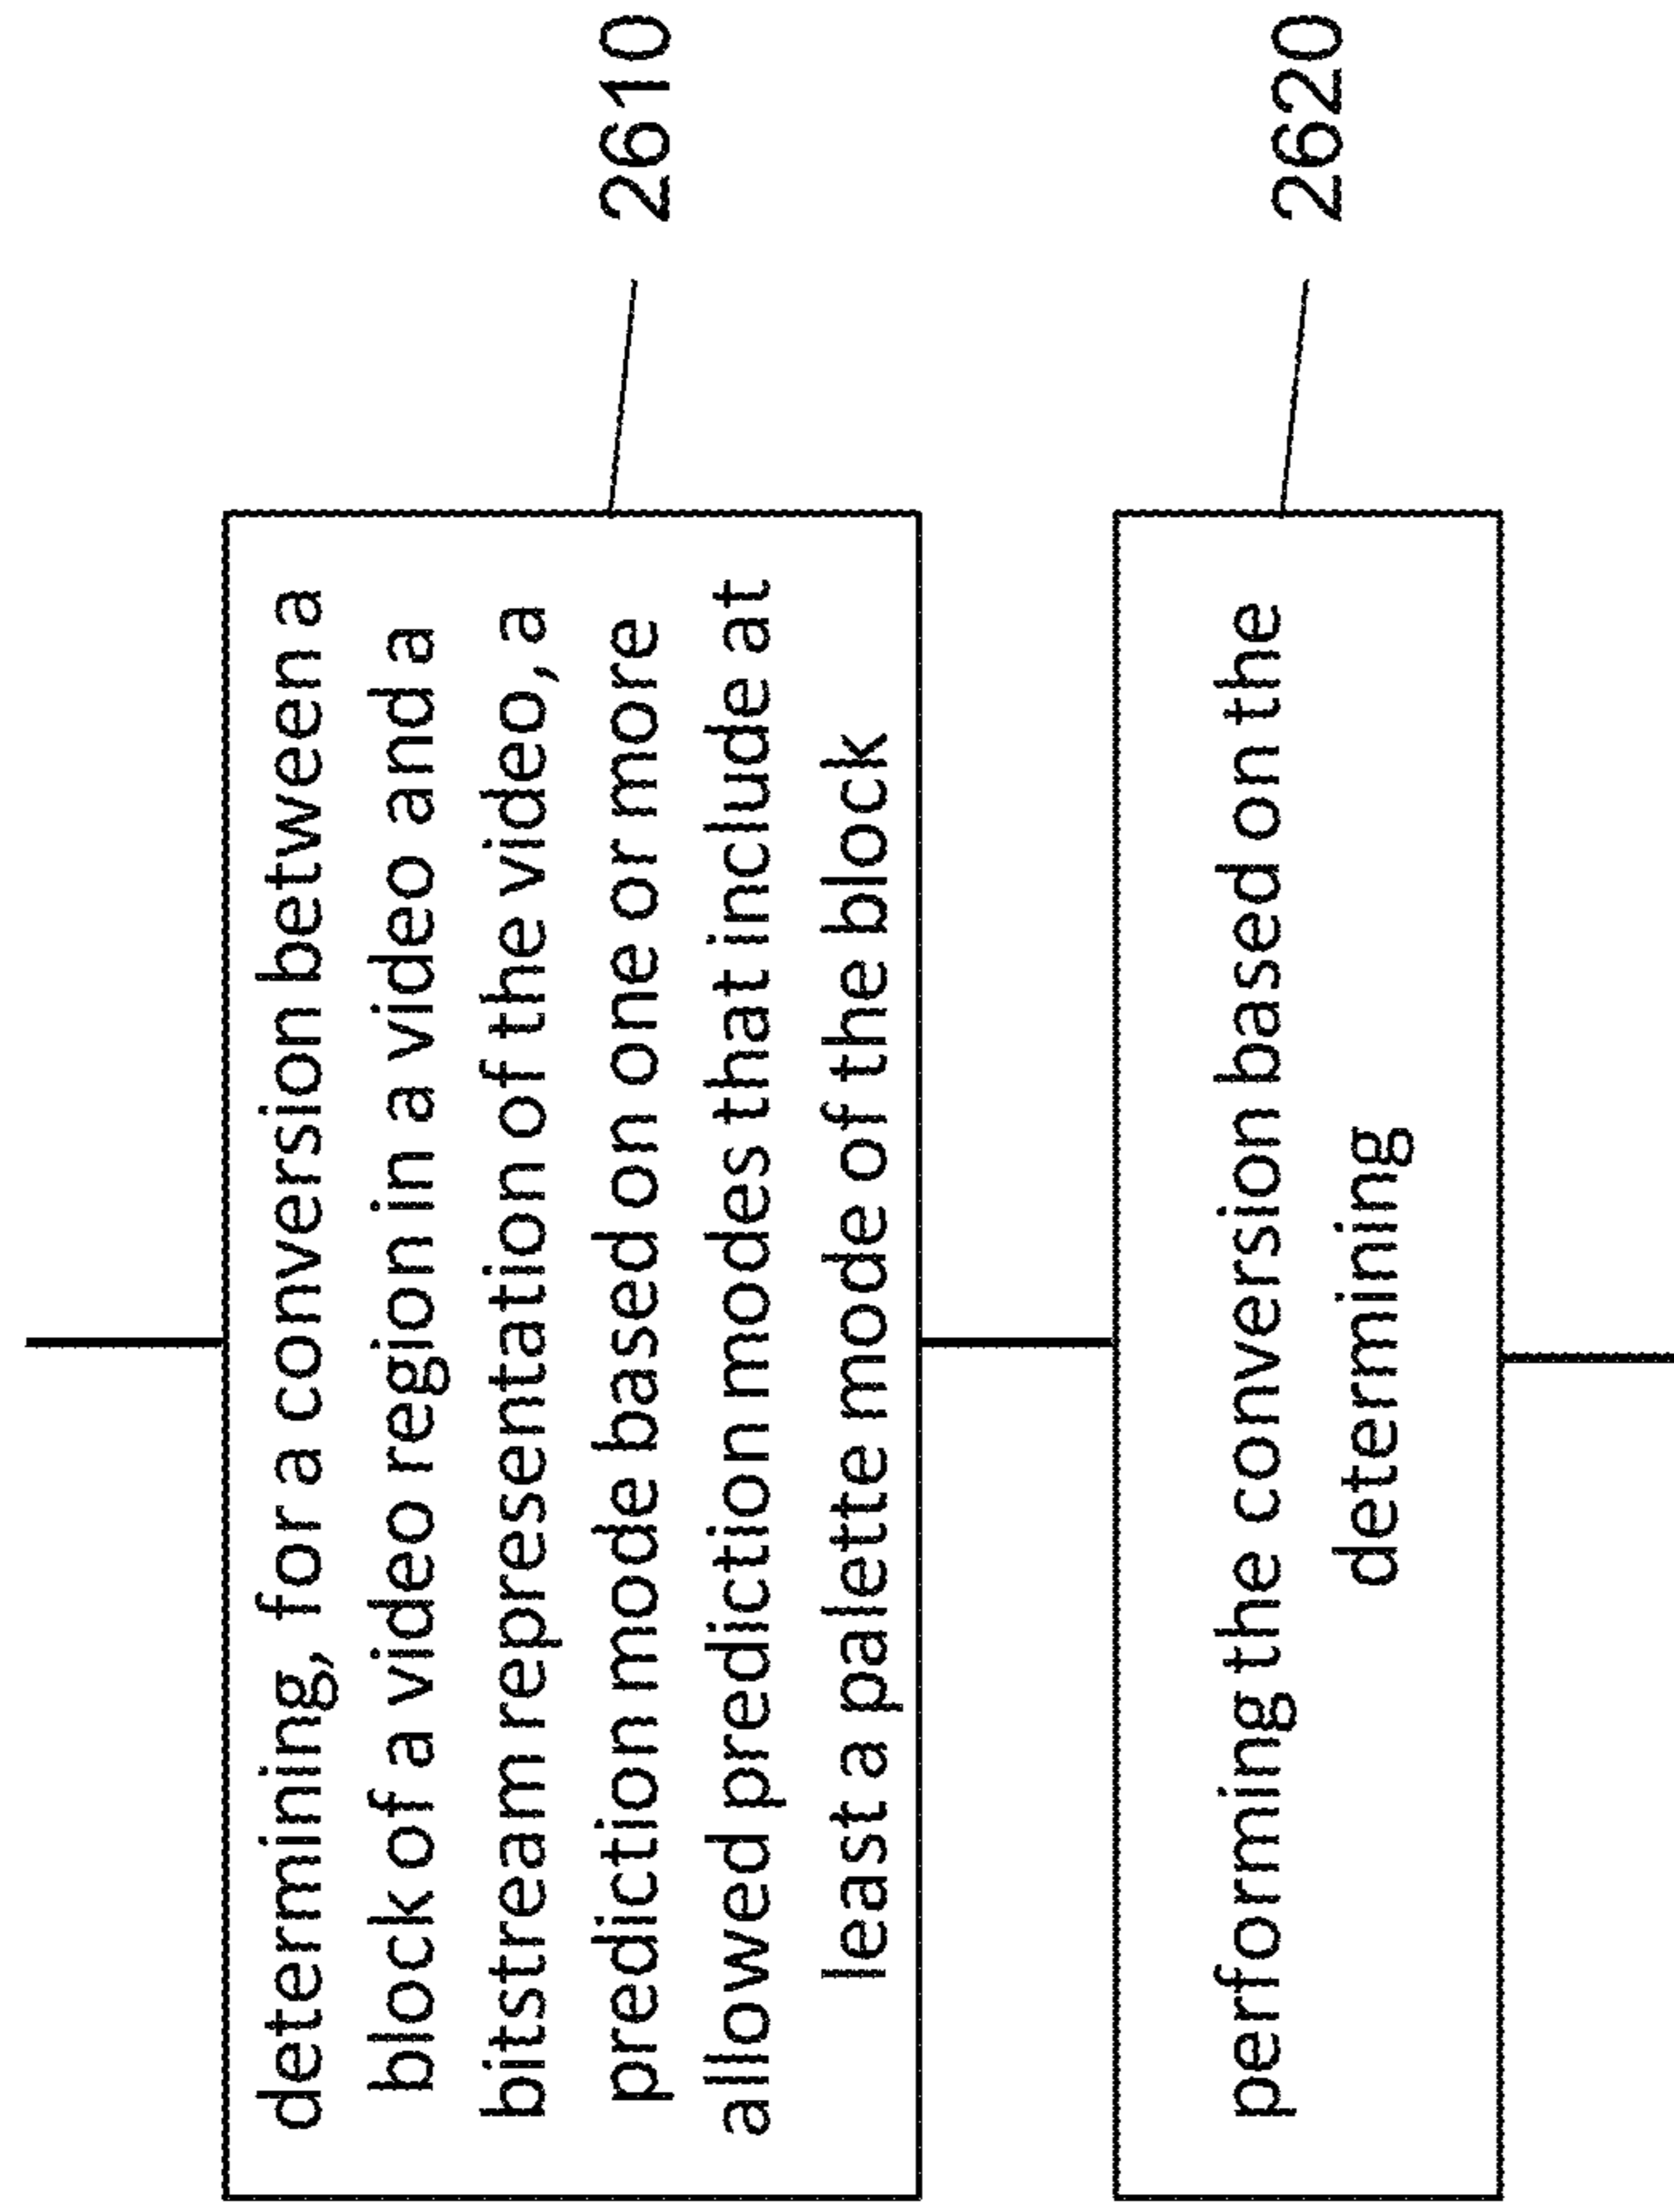 determining, for a conversion between a
block of a video region in a video and a
bitstream representation of the video, a
prediction mode based on one or more
allowed prediction modes that include at
least a palette mode of the block
2610
performing the conversion based on the
determining
2620